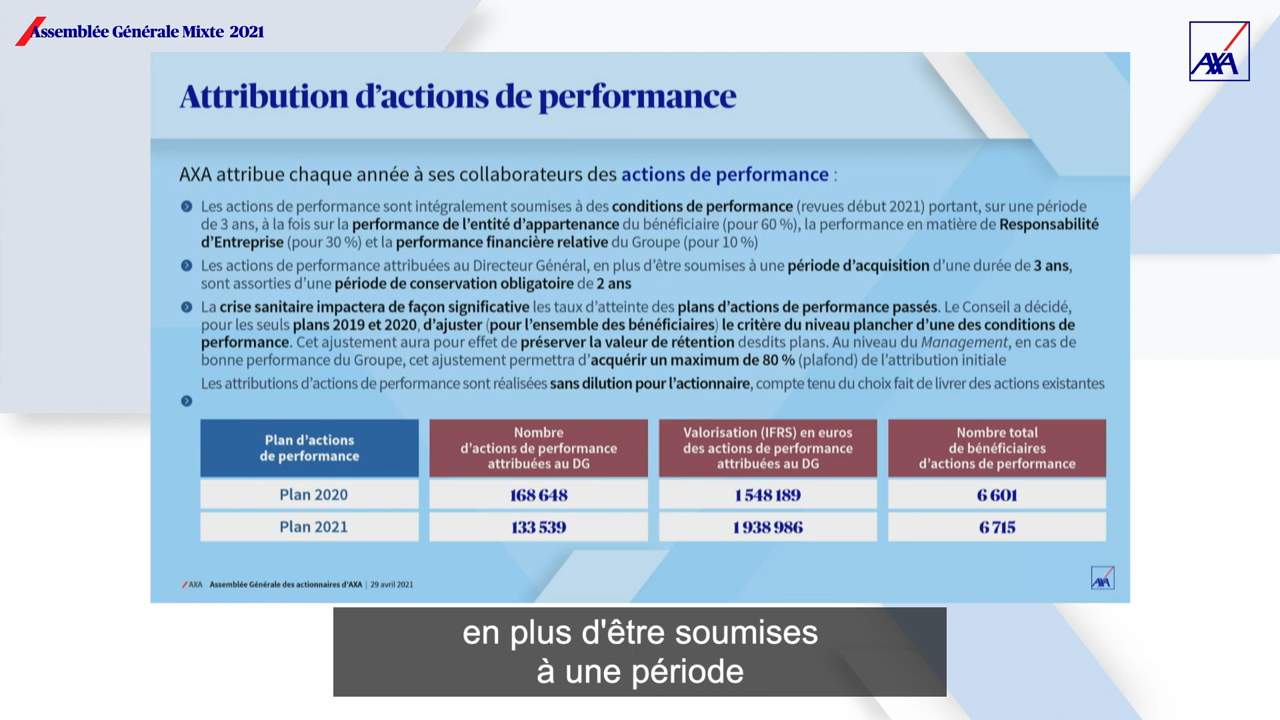 Assemblée Générale Mixte 2021
AXA
Attribution d'actions de performance
AXA attribue chaque année à ses collaborateurs des actions de performance :
Les actions de performance sont intégralement soumises à des conditions de performance (revues début 2021) portant, sur une période
de 3 ans, à la fois sur la performance de l'entité d'appartenance du bénéficiaire (pour 60 %), la performance en matière de Responsabilité
d'Entreprise (pour 30 %) et la performance financière relative du Groupe (pour 10 %)
Les actions de performance attribuées au Directeur Général, en plus d'être soumises à une période d'acquisition d'une durée de 3 ans,
sont assorties d'une période de conservation obligatoire de 2 ans
La crise sanitaire impactera de façon significative les taux d'atteinte des plans d'actions de performance passés. Le Conseil a décidé,
pour les seuls plans 2019 et 2020, d'ajuster (pour l'ensemble des bénéficiaires) le critère du niveau plancher d'une des conditions de
performance. Cet ajustement aura pour effet de préserver la valeur de rétention desdits plans. Au niveau du Management, en cas de
bonne performance du Groupe, cet ajustement permettra d'acquérir un maximum de 80 % (plafond) de l'attribution initiale
Les attributions d'actions de performance sont réalisées sans dilution pour l'actionnaire, compte tenu du choix fait de livrer des actions existantes
Plan d'actions
de performance
Nombre
d'actions de performance
attribuées au DG
Valorisation (IFRS) en euros
des actions de performance
attribuées au DG
Nombre total
de bénéficiaires
d'actions de performance
Plan 2020 168 648 1 548 189 6 601
Plan 2021 133 539 1 938 986 6 715
AXA Assemblée Générale des actionnaires d'AXA | 29 avril 2021
AXA
en plus d'être soumises
à une période